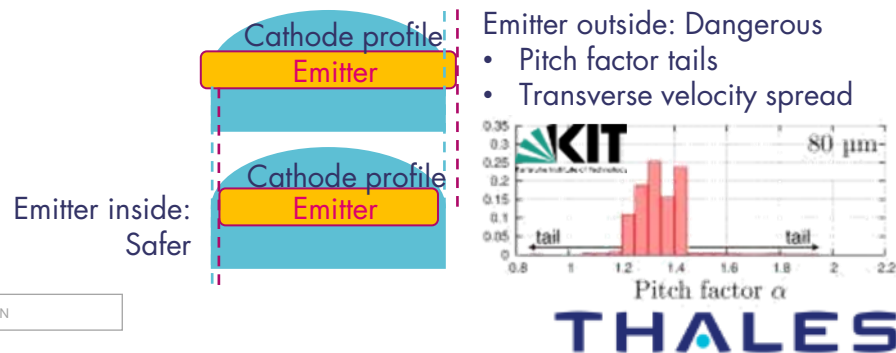 Cathode profile
Emitter
Cathode profile
Emitter
Emitter inside:
Safer
Emitter outside: Dangerous
• Pitch factor tails
• Transverse velocity spread
KIT
80 µm
0.35
0.3
0.25
0.2
0.15
0.1
0.05
0
tail
tail
0.8 1 1.2 1.4 1.6 1.8 2 2.2
Pitch factor α
N
THALES